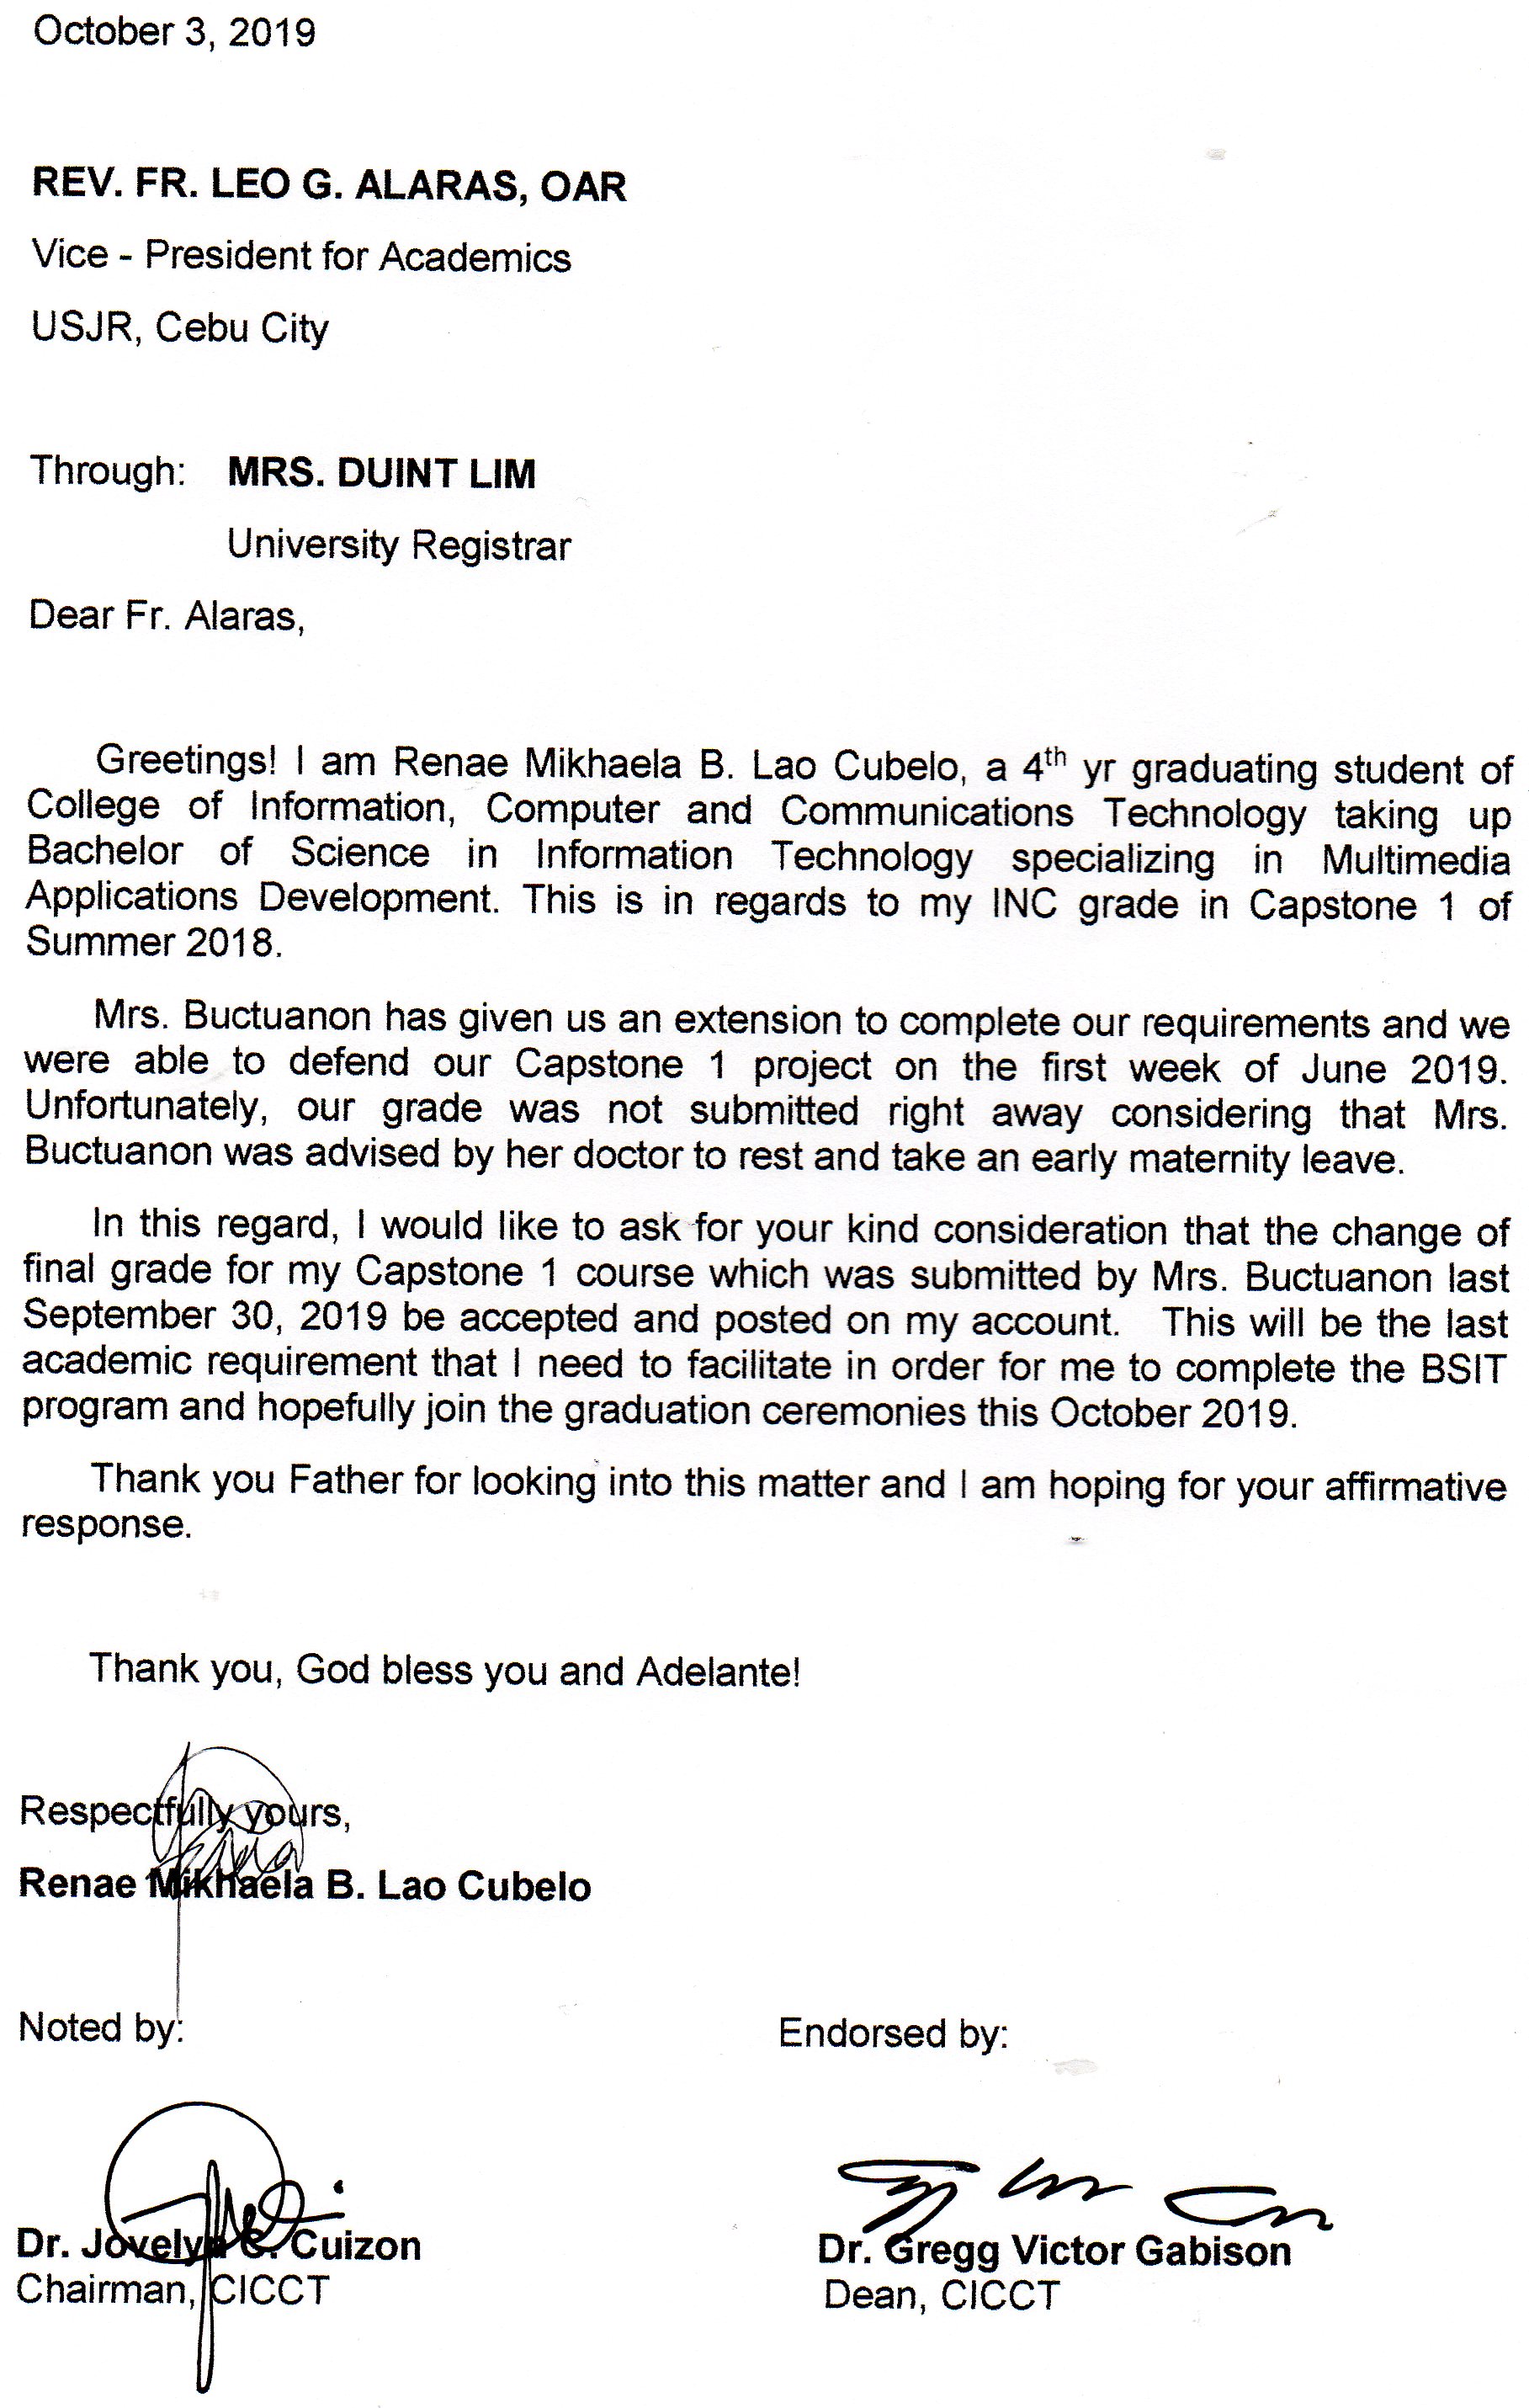 October 3, 2019
REV. FR. LEO G. ALARAS, OAR
Vice - President for Academics
USJR, Cebu City
Through: MRS. DUINT LIM
University Registrar
Dear Fr. Alaras,
Greetings! I am Renae Mikhaela B. Lao Cubelo, a 4th yr graduating student of
College of Information, Computer and Communications Technology taking up
Bachelor of Science in Information Technology specializing in Multimedia
Applications Development. This is in regards to my INC grade in Capstone 1 of
Summer 2018.
Mrs. Buctuanon has given us an extension to complete our requirements and we
were able to defend our Capstone 1 project on the first week of June 2019.
Unfortunately, our grade was not submitted right away considering that Mrs.
Buctuanon was advised by her doctor to rest and take an early maternity leave.
In this regard, I would like to ask for your kind consideration that the change of
final grade for my Capstone 1 course which was submitted by Mrs. Buctuanon last
September 30, 2019 be accepted and posted on my account. This will be the last
academic requirement that I need to facilitate in order for me to complete the BSIT
program and hopefully join the graduation ceremonies this October 2019.
Thank you Father for looking into this matter and I am hoping for your affirmative
response.
Thank you, God bless you and Adelante!
Respectfully yours,
Renae Mikhaela B. Lao Cubelo
Noted by:
Endorsed by:
Dr. Jovelyn C. Cuizon
Chairman, CICCT
Dr. Gregg Victor Gabison
Dean, CICCT